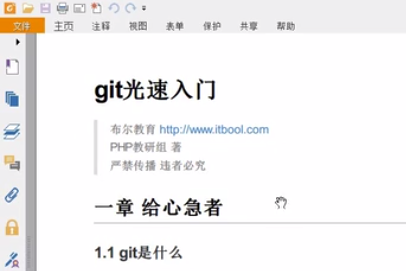 文件 主页 注释 视图 表单 保护 共享 帮助
git光速入门
布尔教育 http://www.itbool.com
PHP教研组 著
严禁传播 违者必究
一章 给心急者
1.1 git是什么